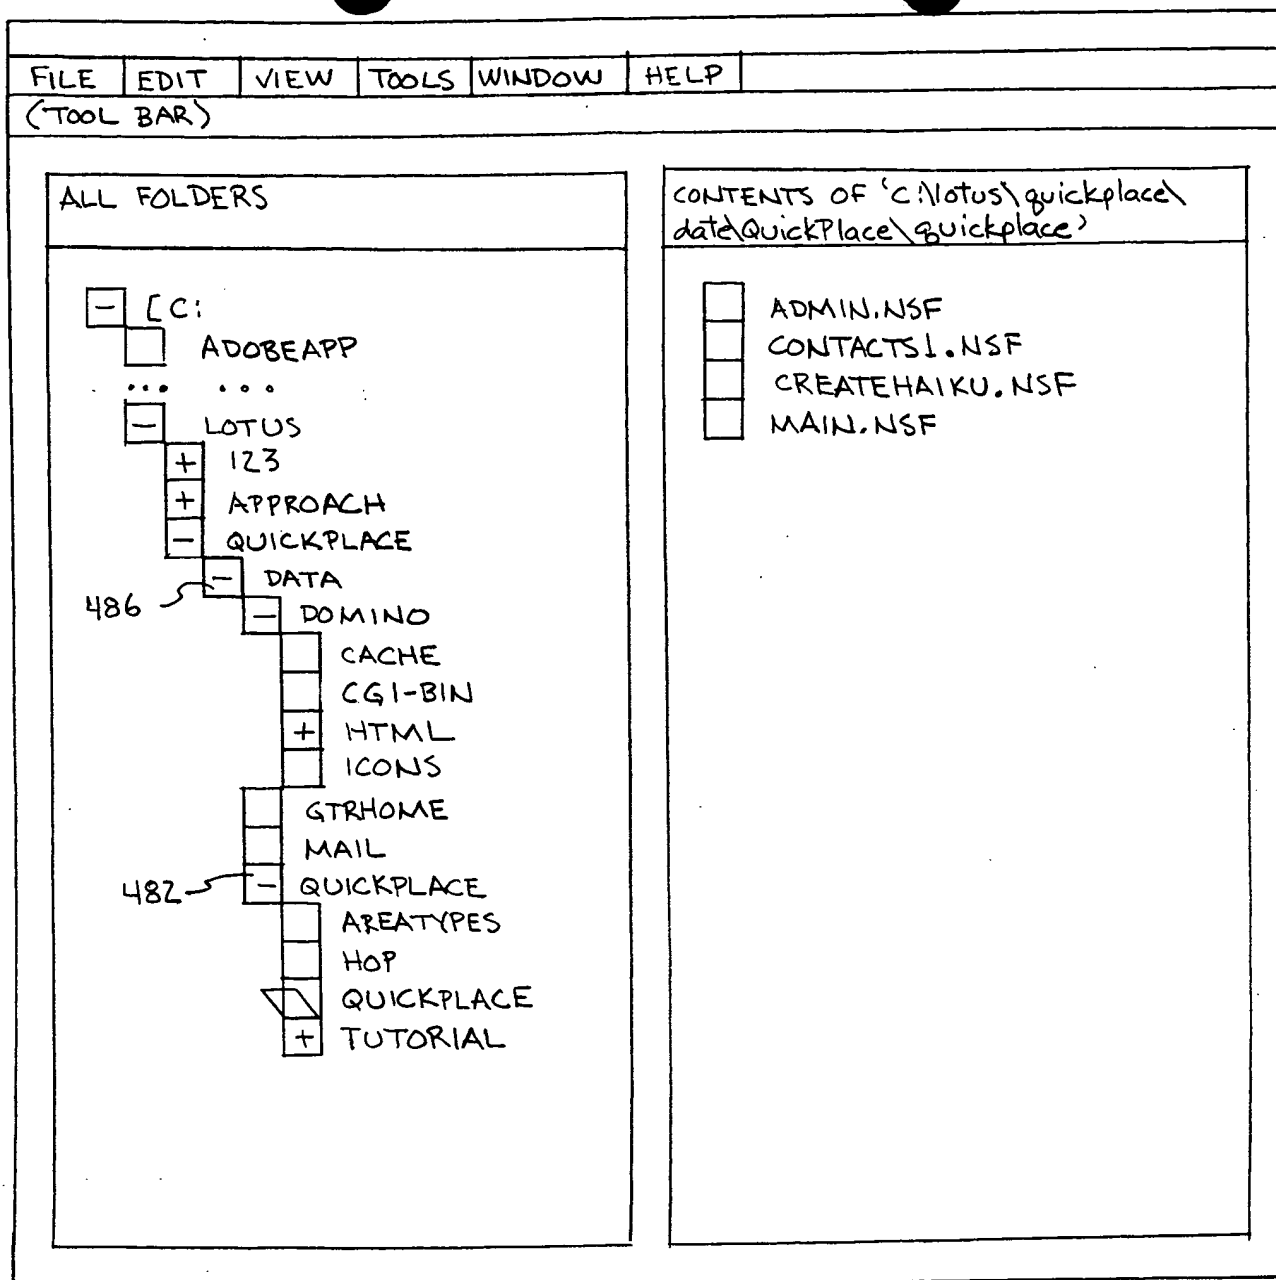 FILE EDIT VIEW TOOLS WINDOW HELP
(TOOL BAR)
ALL FOLDERS
[C:
ADOBEAPP
... ...
LOTUS
+ 123
+ APPROACH
- QUICKPLACE
- DATA
486
- DOMINO
CACHE
CGI-BIN
+ HTML
ICONS
GTRHOME
MAIL
482 - QUICKPLACE
AREATYPES
HOP
QUICKPLACE
+ TUTORIAL
CONTENTS OF 'C:\lotus\quickplace\
date\QuickPlace\quickplace'
ADMIN.NSF
CONTACTS1.NSF
CREATEHAIKU.NSF
MAIN.NSF